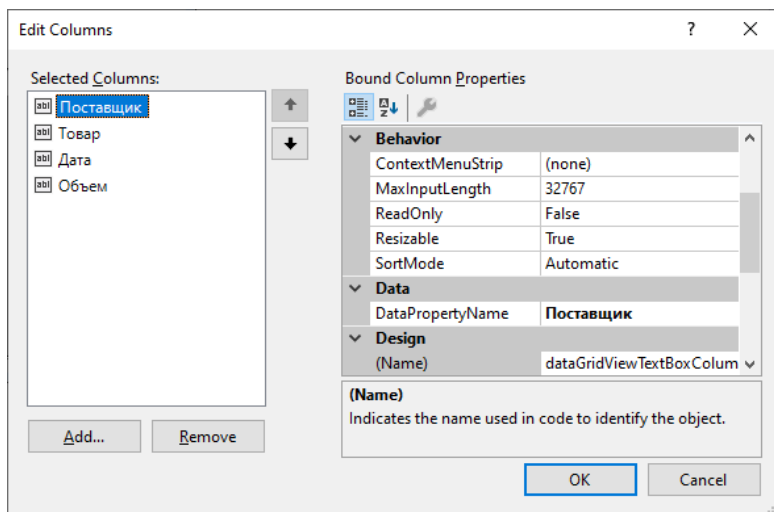 Edit Columns ? ×
Selected Columns:
Поставщик
Товар
Дата
Объем
Add... Remove
Bound Column Properties
Behavior
ContextMenuStrip (none)
MaxInputLength 32767
ReadOnly False
Resizable True
SortMode Automatic
Data
DataPropertyName Поставщик
Design
(Name) dataGridViewTextBoxColum
(Name)
Indicates the name used in code to identify the object.
OK Cancel